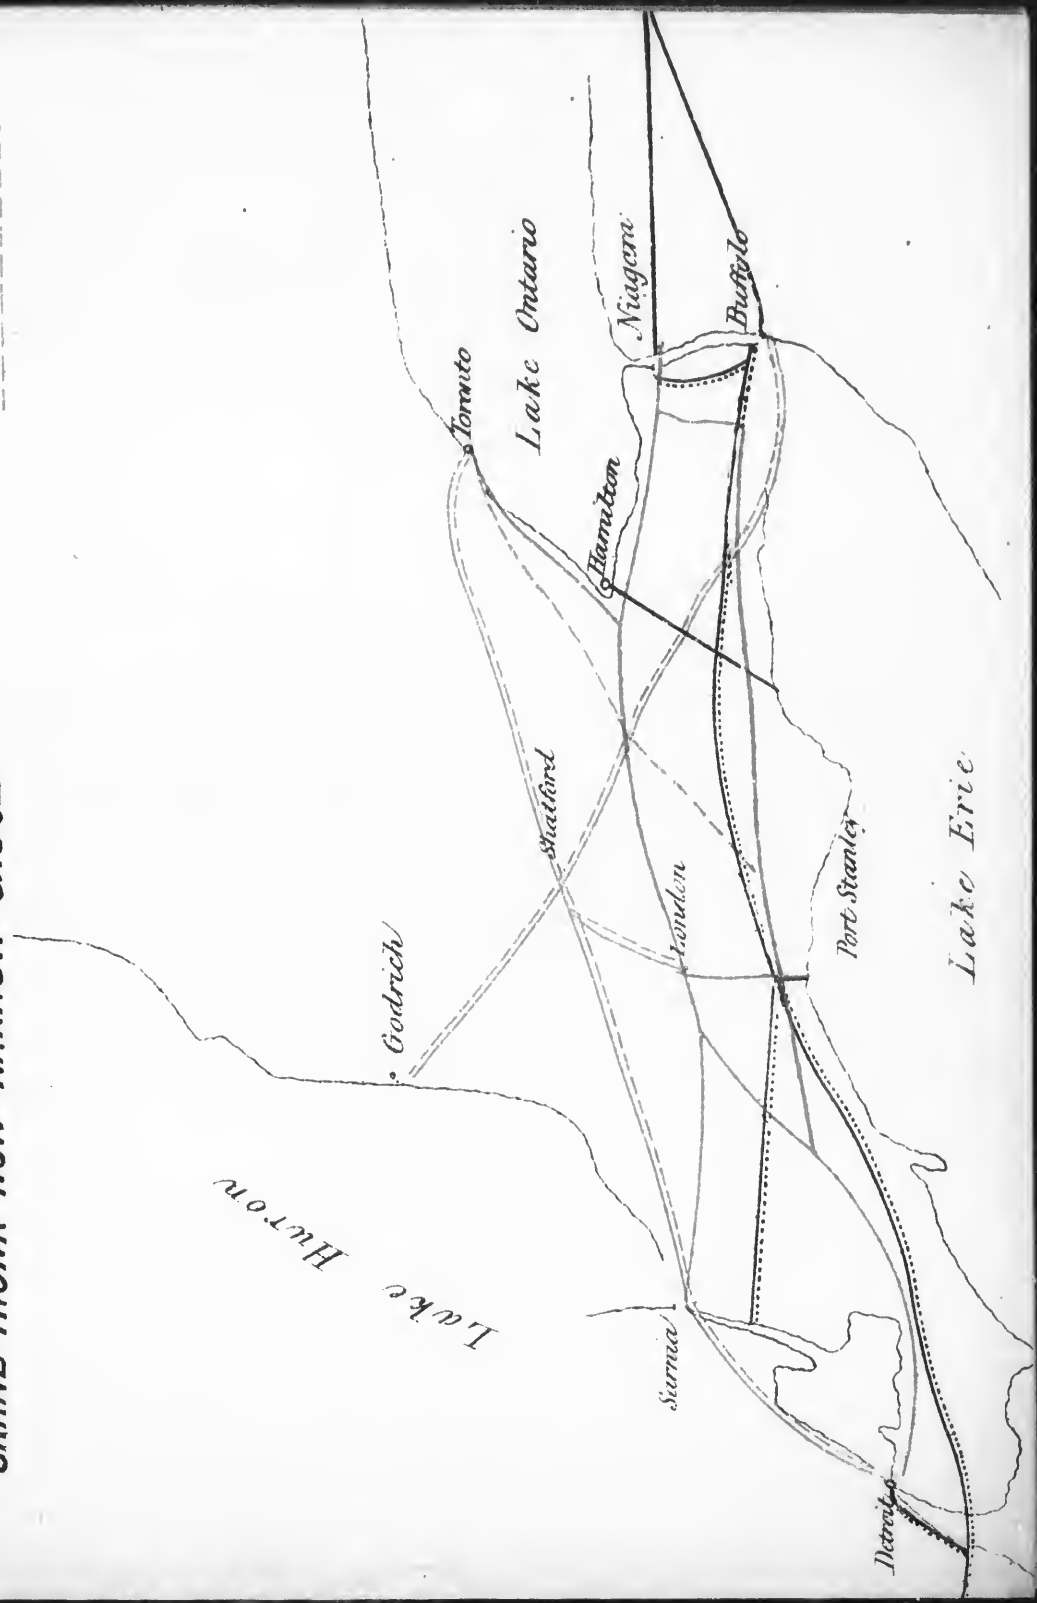 Toronto
Lake Ontario
Niagara
Buffalo
Hamilton
Stratford
Godrich
London
Port Stanley
Lake Erie
Lake Huron
Sarnia
Detroit